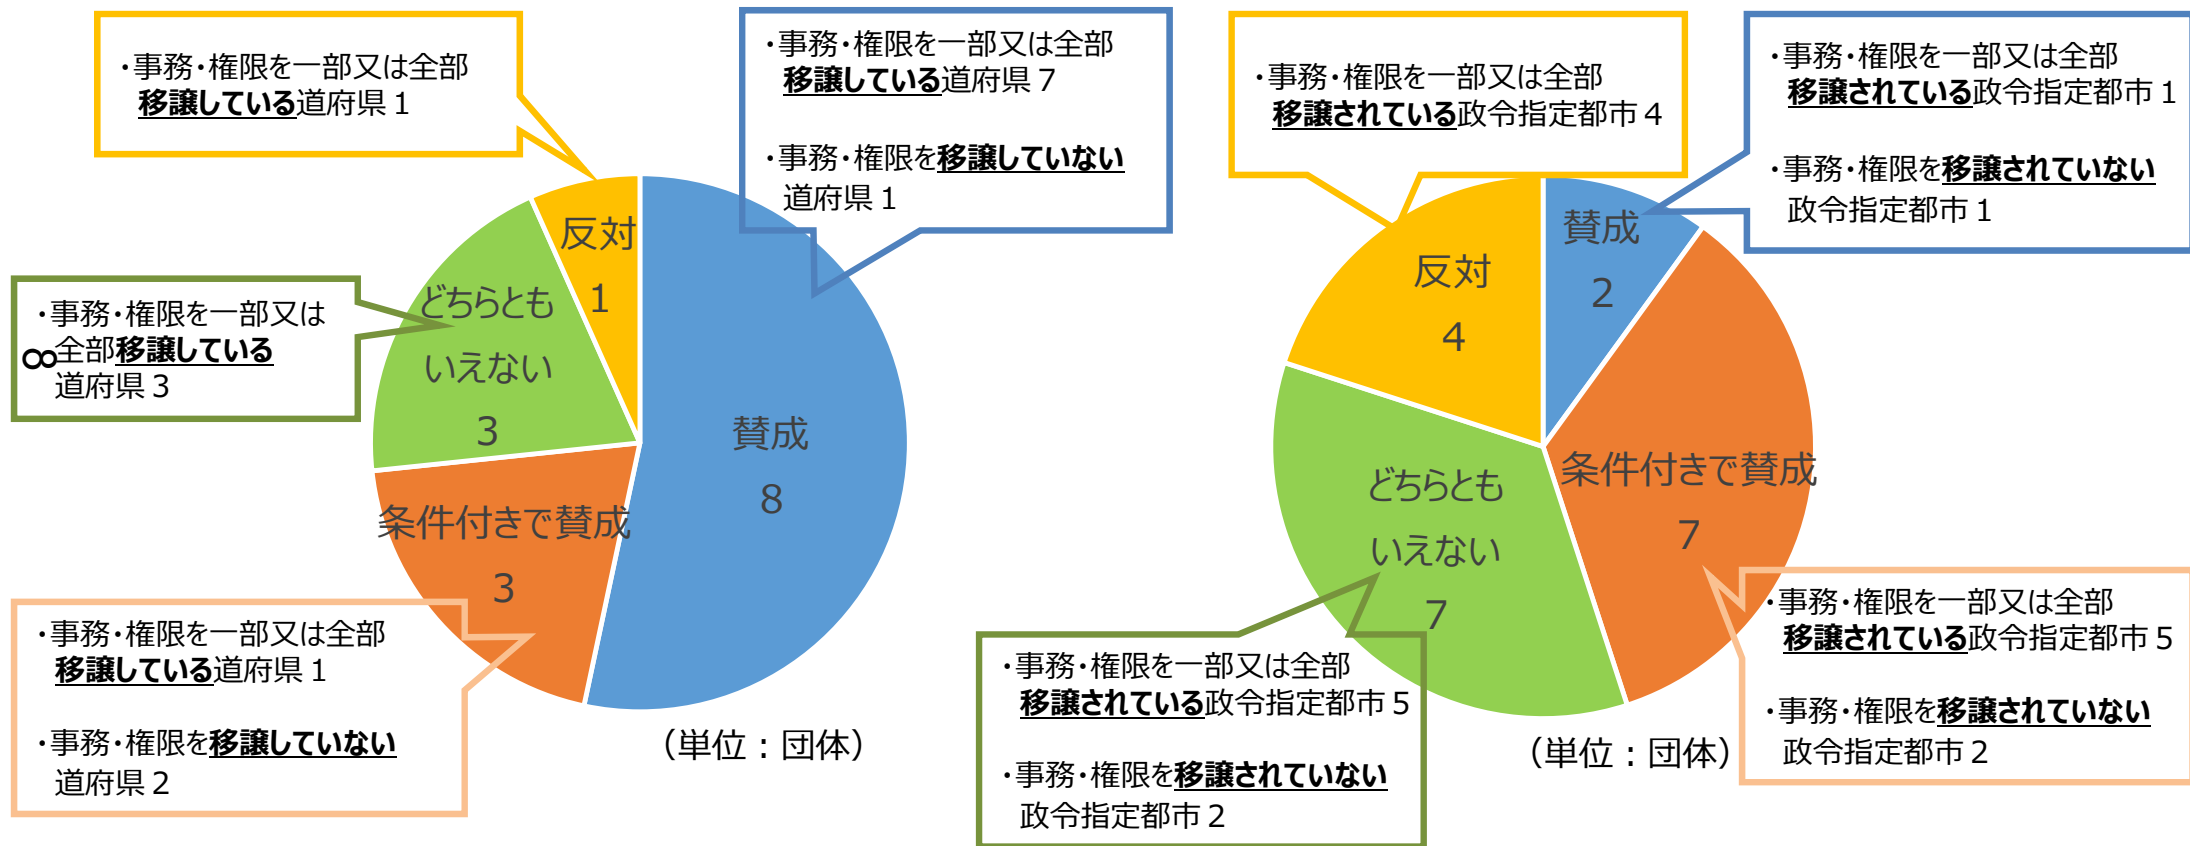 ・事務・権限を一部又は全部
移譲している道府県1
・事務・権限を一部又は全部
移譲している道府県7
・事務・権限を移譲していない
道府県1
・事務・権限を一部又は
全部移譲している
道府県3
8
・事務・権限を一部又は全部
移譲している道府県1
・事務・権限を移譲していない
道府県2
反対
1
どちらとも
いえない
3
賛成
8
条件付きで賛成
3
（単位：団体）
・事務・権限を一部又は全部
移譲されている政令指定都市4
・事務・権限を一部又は全部
移譲されている政令指定都市1
・事務・権限を移譲されていない
政令指定都市1
賛成
2
反対
4
条件付きで賛成
7
どちらとも
いえない
7
・事務・権限を一部又は全部
移譲されている政令指定都市5
・事務・権限を移譲されていない
政令指定都市2
・事務・権限を一部又は全部
移譲されている政令指定都市5
・事務・権限を移譲されていない
政令指定都市2
（単位：団体）